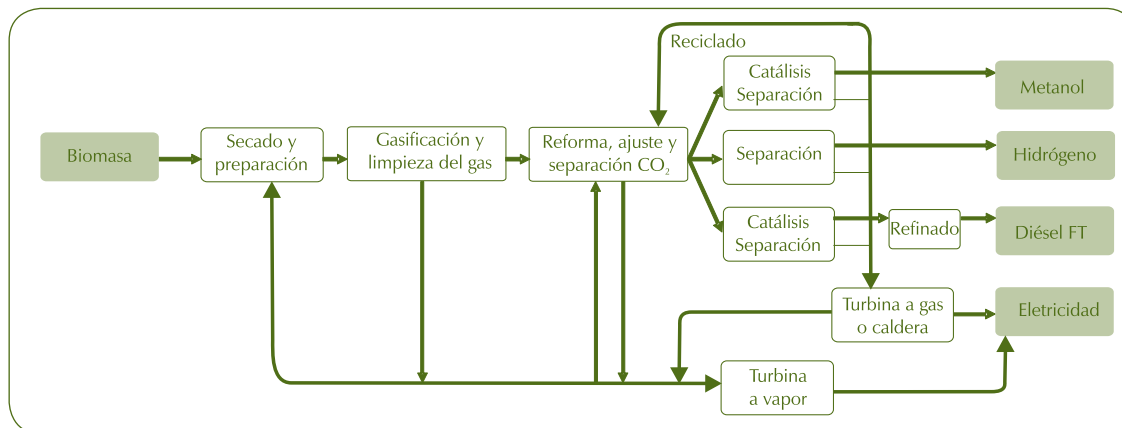 Reciclado
Biomasa
Secado y
preparación
Gasificación y
limpieza del gas
Reforma, ajuste y
separación CO₂
Catálisis
Separación
Metanol
Separación
Hidrógeno
Catálisis
Separación
Refinado
Diésel FT
Turbina a gas
o caldera
Eletricidad
Turbina
a vapor